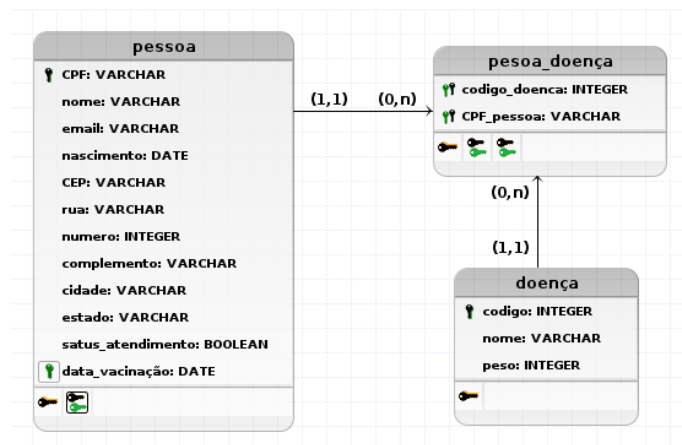 pessoa
CPF: VARCHAR
nome: VARCHAR
email: VARCHAR
nascimento: DATE
CEP: VARCHAR
rua: VARCHAR
numero: INTEGER
complemento: VARCHAR
cidade: VARCHAR
estado: VARCHAR
satus_atendimento: BOOLEAN
data_vacinação: DATE
(1,1) (0,n)
pesoa_doença
codigo_doenca: INTEGER
CPF_pessoa: VARCHAR
(0,n)
(1,1)
doença
codigo: INTEGER
nome: VARCHAR
peso: INTEGER